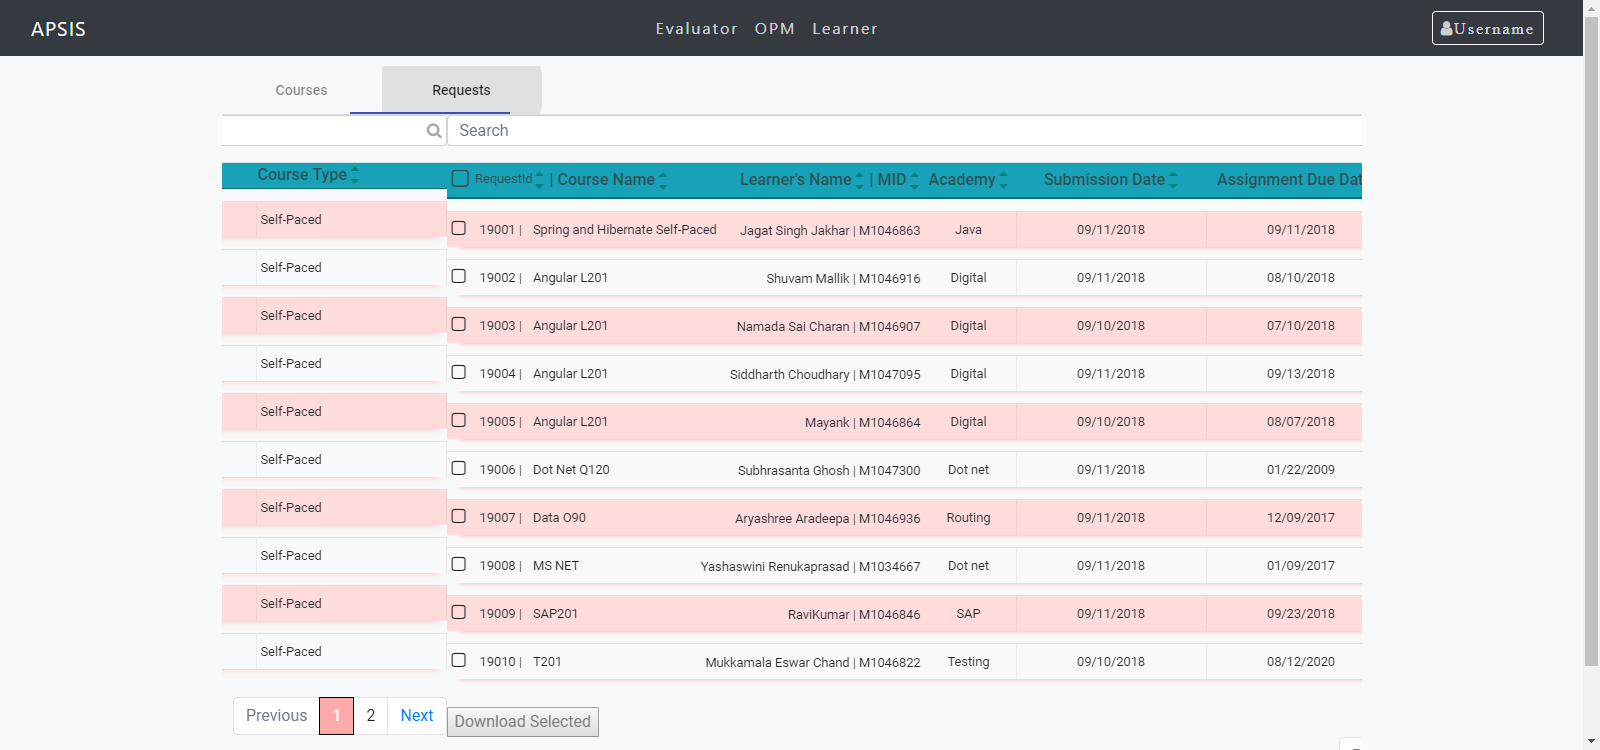 APSIS Evaluator OPM Learner Username
Courses Requests
Search
Course Type RequestId | Course Name Learner's Name | MID Academy Submission Date Assignment Due Dat
Self-Paced 19001 | Spring and Hibernate Self-Paced Jagat Singh Jakhar | M1046863 Java 09/11/2018 09/11/2018
Self-Paced 19002 | Angular L201 Shuvam Mallik | M1046916 Digital 09/11/2018 08/10/2018
Self-Paced 19003 | Angular L201 Namada Sai Charan | M1046907 Digital 09/10/2018 07/10/2018
Self-Paced 19004 | Angular L201 Siddharth Choudhary | M1047095 Digital 09/11/2018 09/13/2018
Self-Paced 19005 | Angular L201 Mayank | M1046864 Digital 09/10/2018 08/07/2018
Self-Paced 19006 | Dot Net Q120 Subhrasanta Ghosh | M1047300 Dot net 09/11/2018 01/22/2009
Self-Paced 19007 | Data O90 Aryashree Aradeepa | M1046936 Routing 09/11/2018 12/09/2017
Self-Paced 19008 | MS NET Yashaswini Renukaprasad | M1034667 Dot net 09/11/2018 01/09/2017
Self-Paced 19009 | SAP201 RaviKumar | M1046846 SAP 09/11/2018 09/23/2018
Self-Paced 19010 | T201 Mukkamala Eswar Chand | M1046822 Testing 09/10/2018 08/12/2020
Previous 1 2 Next Download Selected